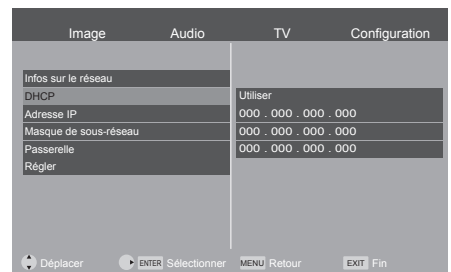 Image Audio TV Configuration
Infos sur le réseau
DHCP Utiliser
Adresse IP 000 . 000 . 000 . 000
Masque de sous-réseau 000 . 000 . 000 . 000
Passerelle 000 . 000 . 000 . 000
Régler
Déplacer ENTER Sélectionner MENU Retour EXIT Fin